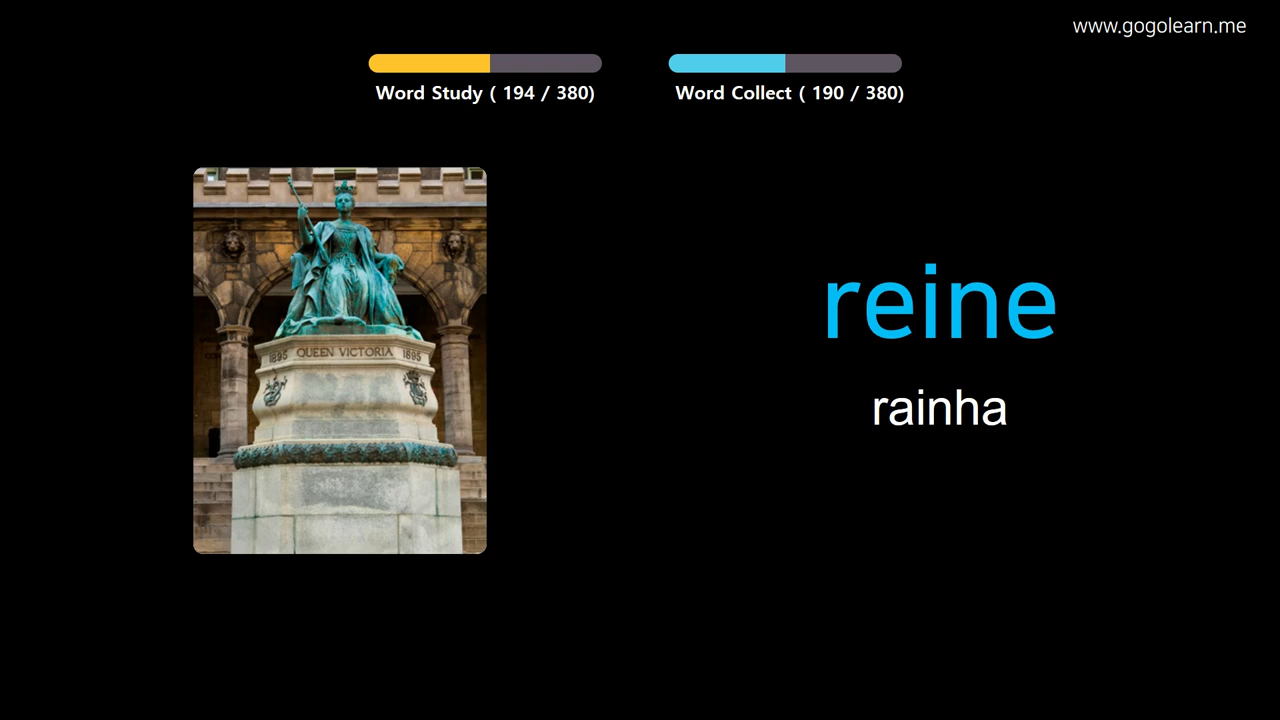 www.gogolearn.me
Word Study ( 194 / 380)
Word Collect ( 190 / 380)
1895 QUEEN VICTORIA 1895
reine
rainha